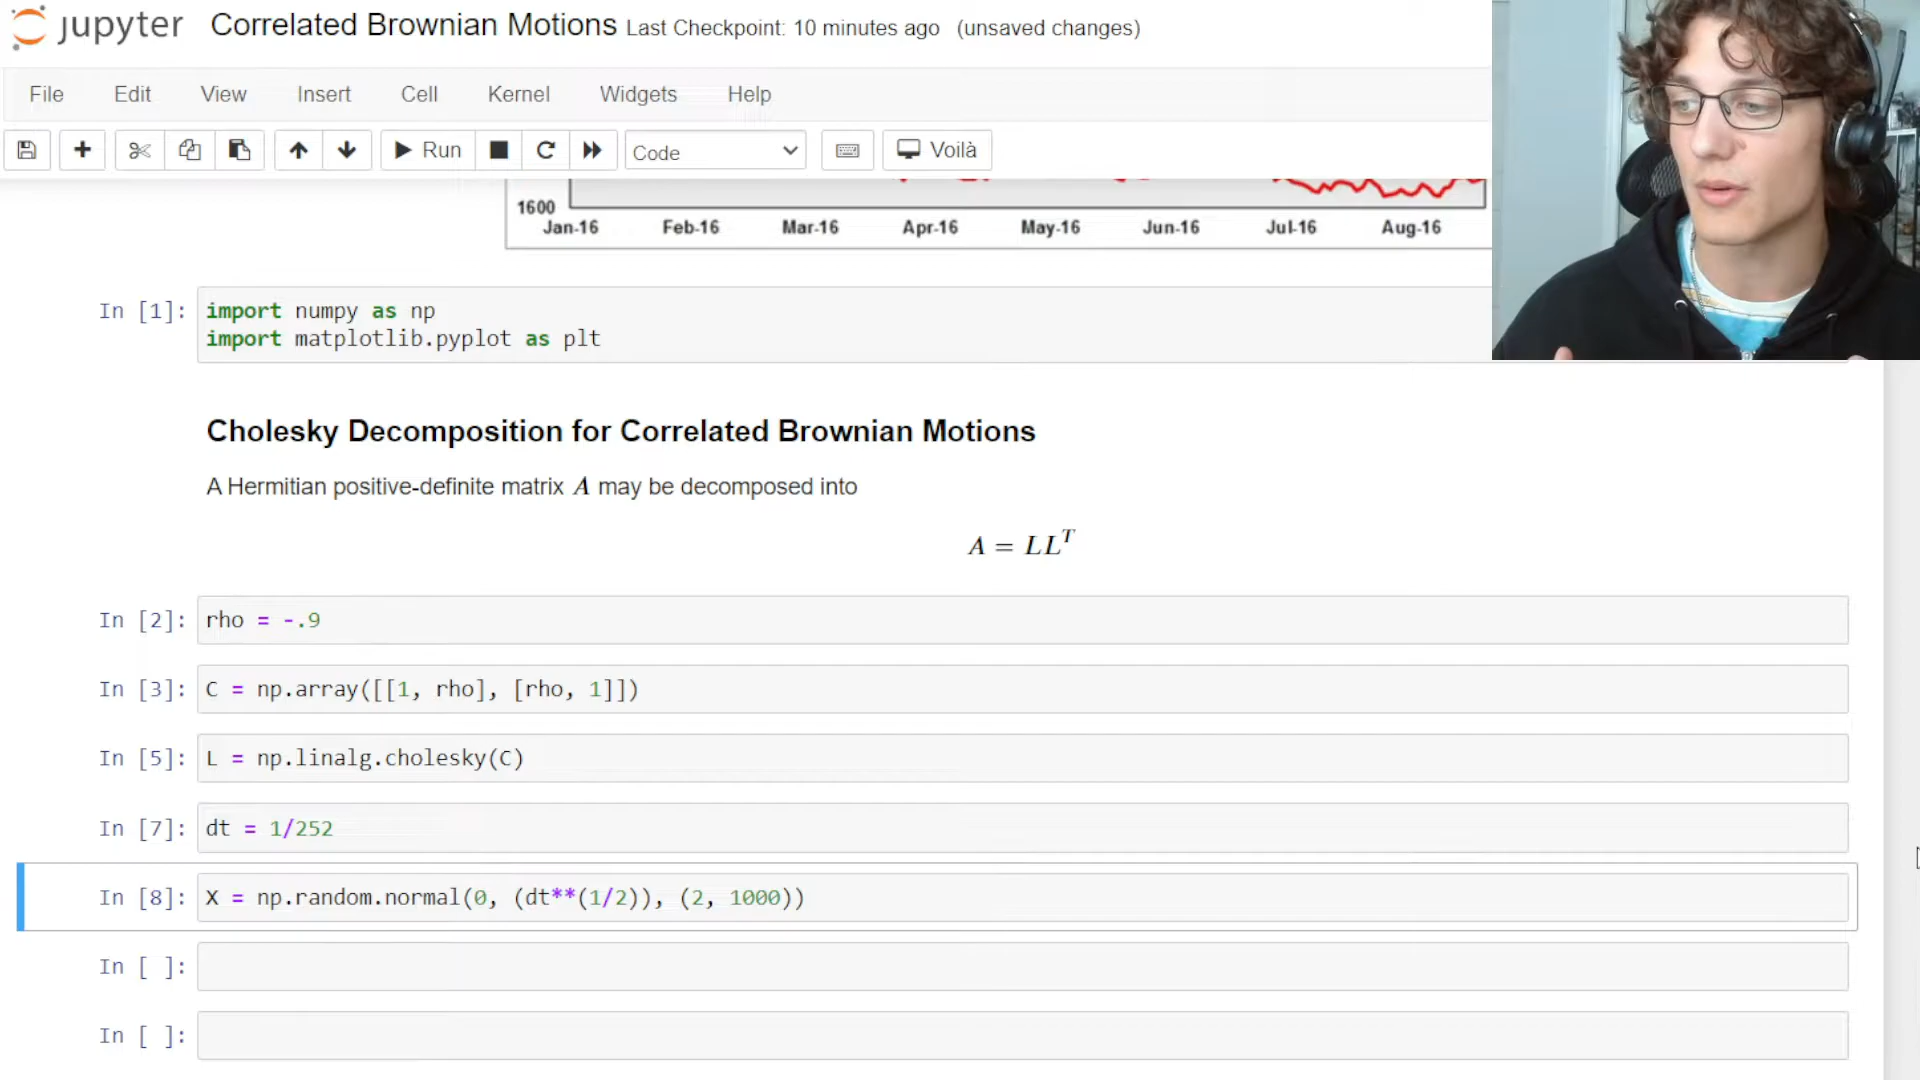 jupyter Correlated Brownian Motions Last Checkpoint: 10 minutes ago (unsaved changes)
File Edit View Insert Cell Kernel Widgets Help
Run Code Voilà
1600
Jan-16 Feb-16 Mar-16 Apr-16 May-16 Jun-16 Jul-16 Aug-16
In [1]: import numpy as np
import matplotlib.pyplot as plt
Cholesky Decomposition for Correlated Brownian Motions
A Hermitian positive-definite matrix A may be decomposed into
A = LL^T
In [2]: rho = -.9
In [3]: C = np.array([[1, rho], [rho, 1]])
In [5]: L = np.linalg.cholesky(C)
In [7]: dt = 1/252
In [8]: X = np.random.normal(0, (dt**(1/2)), (2, 1000))
In [ ]:
In [ ]: